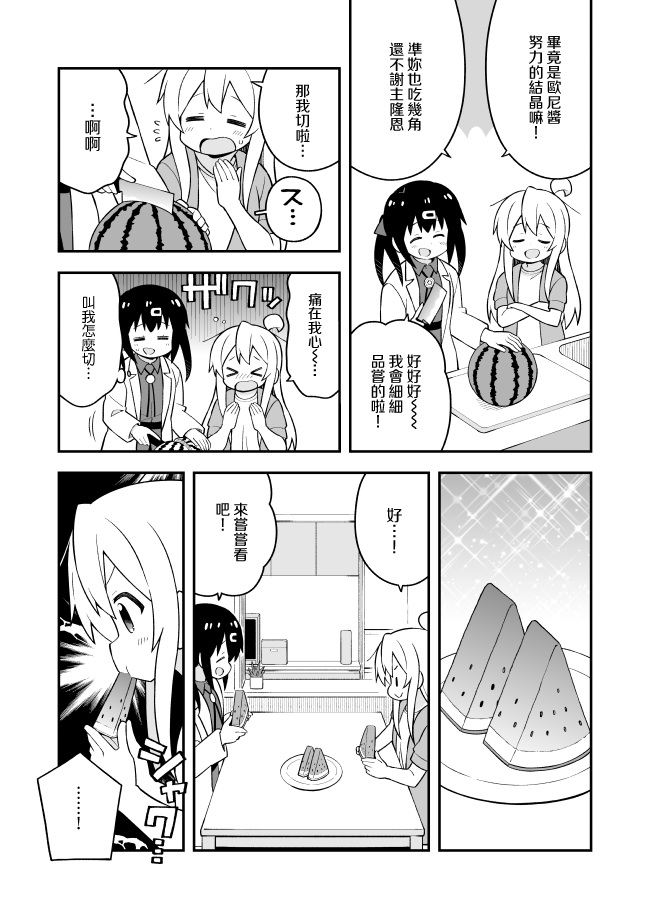 畢竟是歐尼醬
努力的結晶嘛！
準妳也吃幾角
還不謝主隆恩
好好好～
我會細細
品嘗的啦！
那我切啦…
ス…
…啊啊
ザクッ
痛在我心～…
叫我怎麼切…
好…！
來嘗嘗看
吧！
シャク…
……！